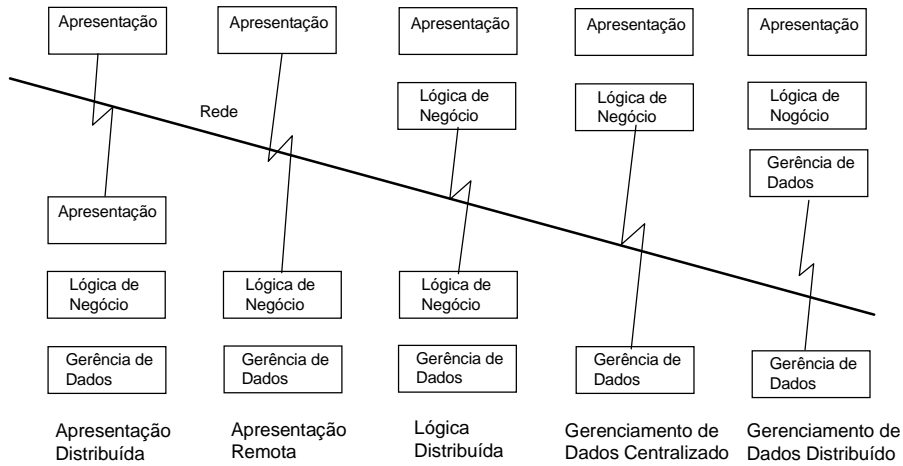 Apresentação
Apresentação
Apresentação
Apresentação
Apresentação
Lógica de
Negócio
Lógica de
Negócio
Lógica de
Nogócio
Rede
Gerência de
Dados
Apresentação
Lógica de
Negócio
Lógica de
Negócio
Lógica de
Negócio
Gerência de
Dados
Gerência de
Dados
Gerência de
Dados
Gerência de
Dados
Gerência de
Dados
Apresentação
Distribuída
Apresentação
Remota
Lógica
Distribuída
Gerenciamento de
Dados Centralizado
Gerenciamento de
Dados Distribuído